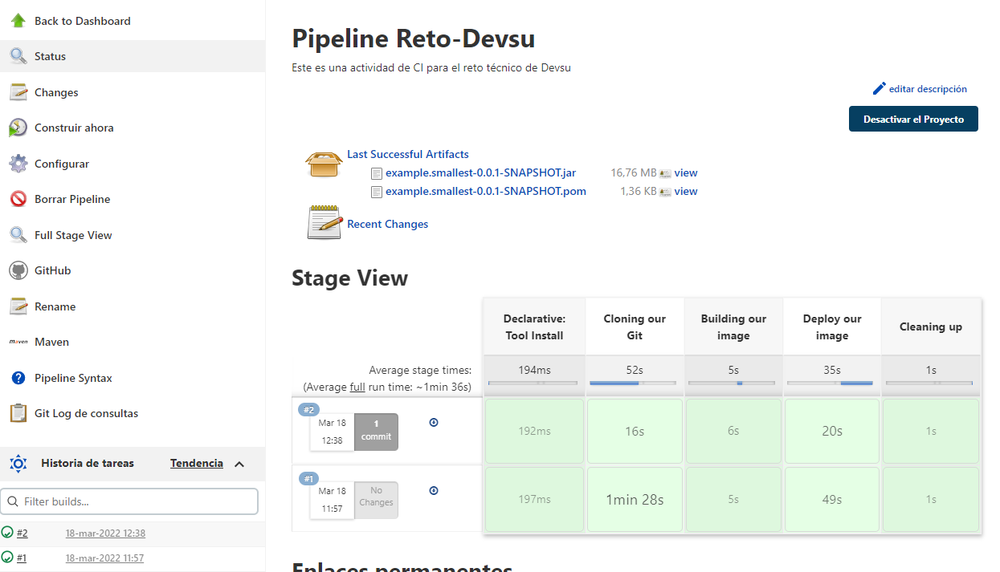 Back to Dashboard
Status
Changes
Construir ahora
Configurar
Borrar Pipeline
Full Stage View
GitHub
Rename
maven Maven
? Pipeline Syntax
Git Log de consultas
Historia de tareas Tendencia
Filter builds...
#2 18-mar-2022 12:38
#1 18-mar-2022 11:57
Pipeline Reto-Devsu
Este es una actividad de CI para el reto técnico de Devsu
editar descripción
Desactivar el Proyecto
Last Successful Artifacts
example.smallest-0.0.1-SNAPSHOT.jar 16,76 MB view
example.smallest-0.0.1-SNAPSHOT.pom 1,36 KB view
Recent Changes
Stage View
Declarative: Tool Install
Cloning our Git
Building our image
Deploy our image
Cleaning up
Average stage times: 194ms 52s 5s 35s 1s
(Average full run time: ~1min 36s)
#2
Mar 18 12:38
1 commit
192ms 16s 6s 20s 1s
#1
Mar 18 11:57
No Changes
197ms 1min 28s 5s 49s 1s
Enlaces permanentes